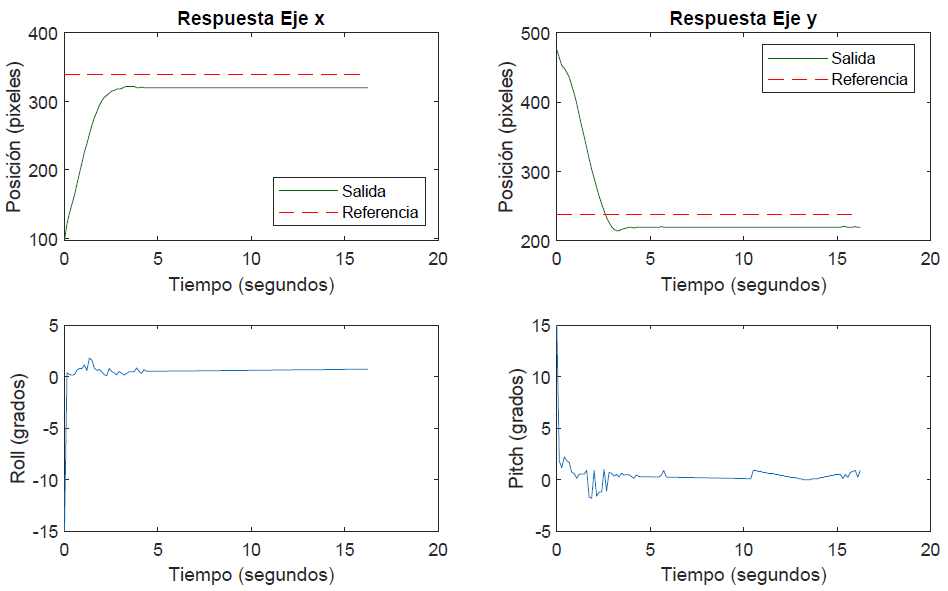 Respuesta Eje x
400
300
200
100
0
5
10
15
20
Posición (pixeles)
Tiempo (segundos)
Salida
Referencia
Respuesta Eje y
500
400
300
200
0
5
10
15
20
Posición (pixeles)
Tiempo (segundos)
Salida
Referencia
5
0
-5
-10
-15
0
5
10
15
20
Roll (grados)
Tiempo (segundos)
15
10
5
0
-5
0
5
10
15
20
Pitch (grados)
Tiempo (segundos)